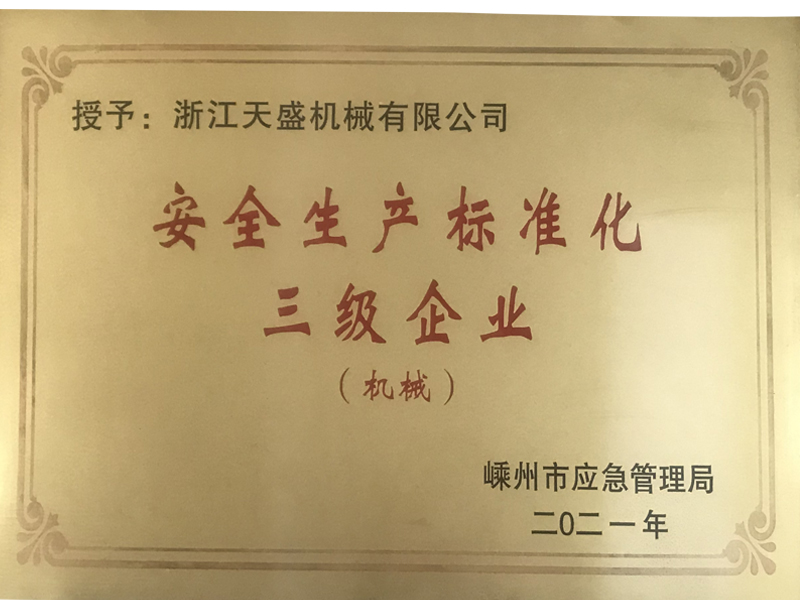 授予：浙江天盛机械有限公司
安全生产标准化
三级企业
（机械）
嵊州市应急管理局
二0二一年